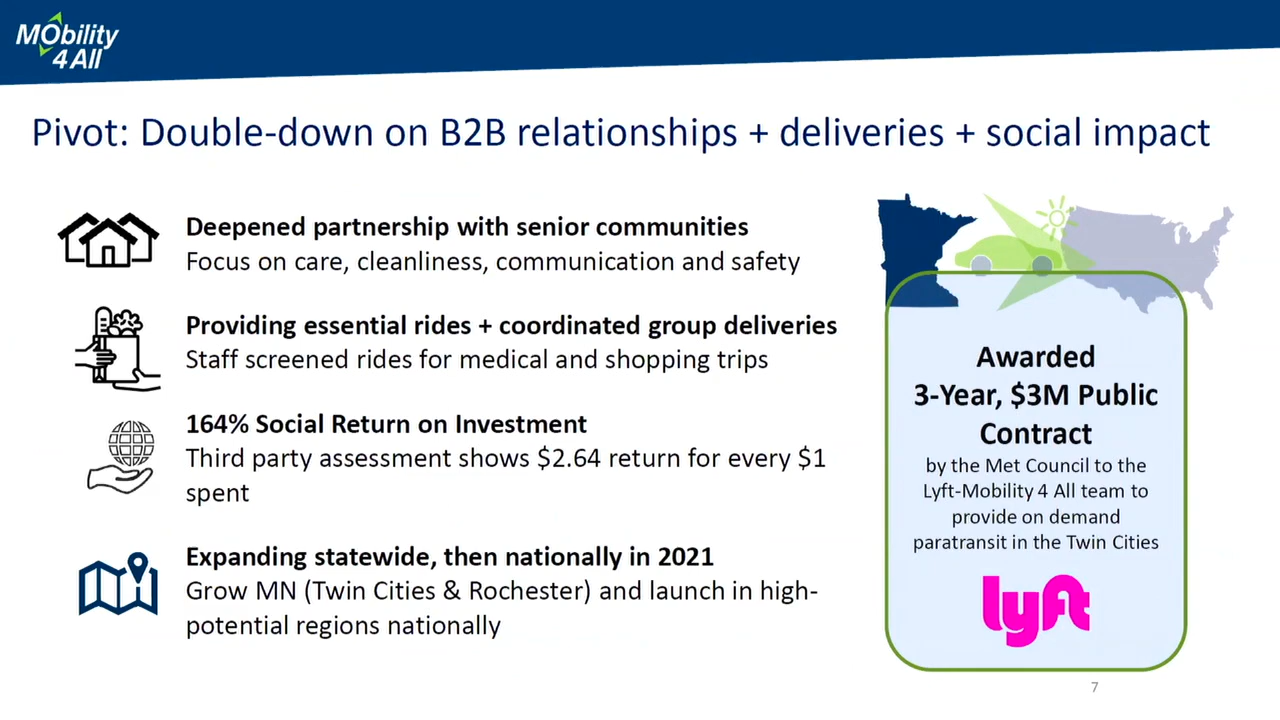 MObility
4 All
Pivot: Double-down on B2B relationships + deliveries + social impact
Deepened partnership with senior communities
Focus on care, cleanliness, communication and safety
Providing essential rides + coordinated group deliveries
Staff screened rides for medical and shopping trips
164% Social Return on Investment
Third party assessment shows $2.64 return for every $1
spent
Expanding statewide, then nationally in 2021
Grow MN (Twin Cities & Rochester) and launch in high-
potential regions nationally
Awarded
3-Year, $3M Public
Contract
by the Met Council to the
Lyft-Mobility 4 All team to
provide on demand
paratransit in the Twin Cities
lyft
7